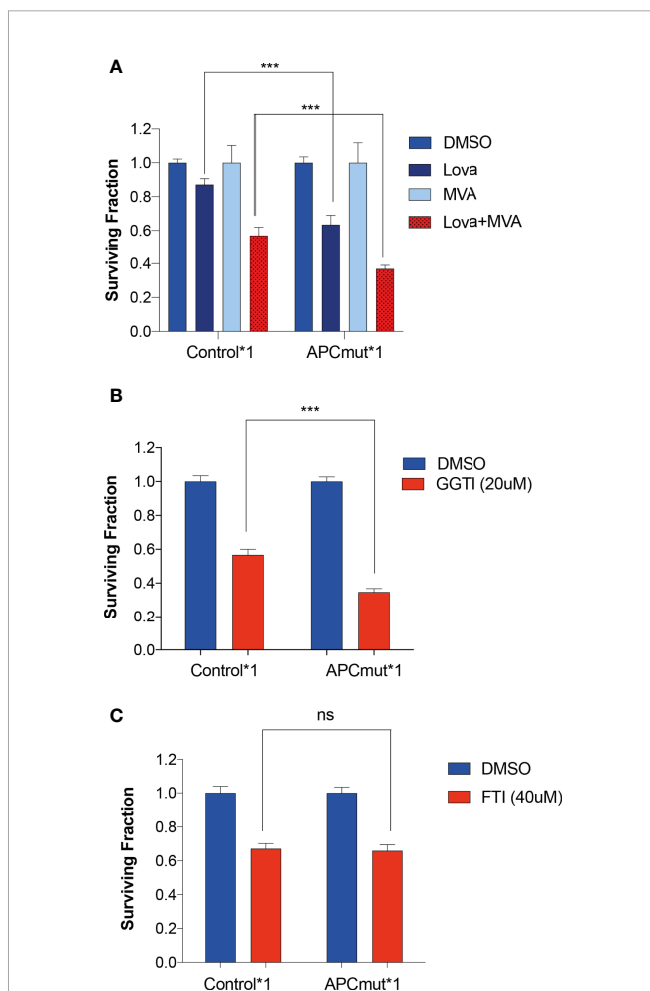 A
***
***
1.2
1.0
0.8
0.6
0.4
0.2
0.0
Surviving Fraction
Control*1
APCmut*1
DMSO
Lova
MVA
Lova+MVA
B
***
1.2
1.0
0.8
0.6
0.4
0.2
0.0
Surviving Fraction
Control*1
APCmut*1
DMSO
GGTI (20uM)
C
ns
1.2
1.0
0.8
0.6
0.4
0.2
0.0
Surviving Fraction
Control*1
APCmut*1
DMSO
FTI (40uM)